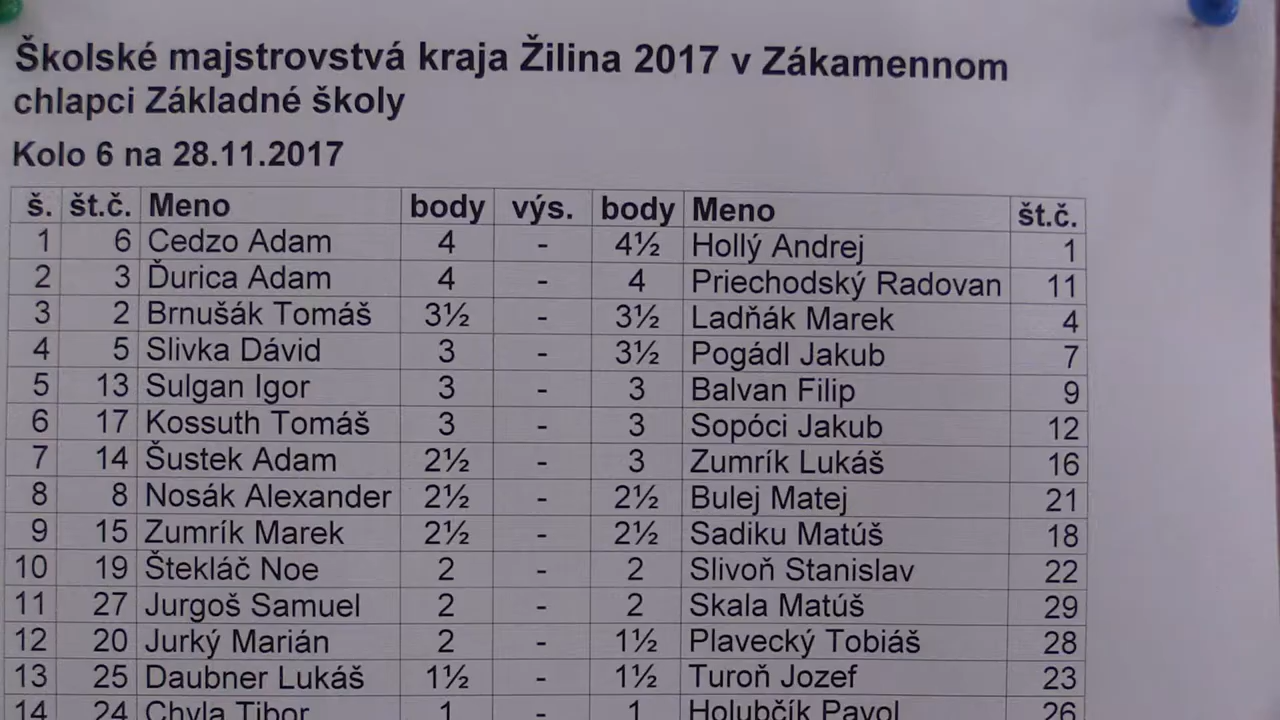 Školské majstrovstvá kraja Žilina 2017 v Zákamennom
chlapci Základné školy
Kolo 6 na 28.11.2017
š. št.č. Meno body výs. body Meno št.č.
1 6 Cedzo Adam 4 - 4½ Hollý Andrej 1
2 3 Ďurica Adam 4 - 4 Priechodský Radovan 11
3 2 Brnušák Tomáš 3½ - 3½ Ladňák Marek 4
4 5 Slivka Dávid 3 - 3½ Pogádl Jakub 7
5 13 Sulgan Igor 3 - 3 Balvan Filip 9
6 17 Kossuth Tomáš 3 - 3 Sopóci Jakub 12
7 14 Šustek Adam 2½ - 3 Zumrík Lukáš 16
8 8 Nosák Alexander 2½ - 2½ Bulej Matej 21
9 15 Zumrík Marek 2½ - 2½ Sadiku Matúš 18
10 19 Štekláč Noe 2 - 2 Slivoň Stanislav 22
11 27 Jurgoš Samuel 2 - 2 Skala Matúš 29
12 20 Jurký Marián 2 - 1½ Plavecký Tobiáš 28
13 25 Daubner Lukáš 1½ - 1½ Turoň Jozef 23
14 24 Chyla Tibor 1 - 1 Holubčík Pavol 26